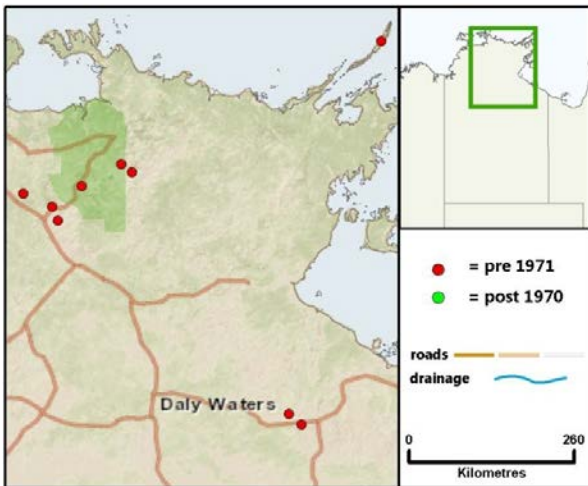 Daly Waters
= pre 1971
= post 1970
roads
drainage
0 260
Kilometres